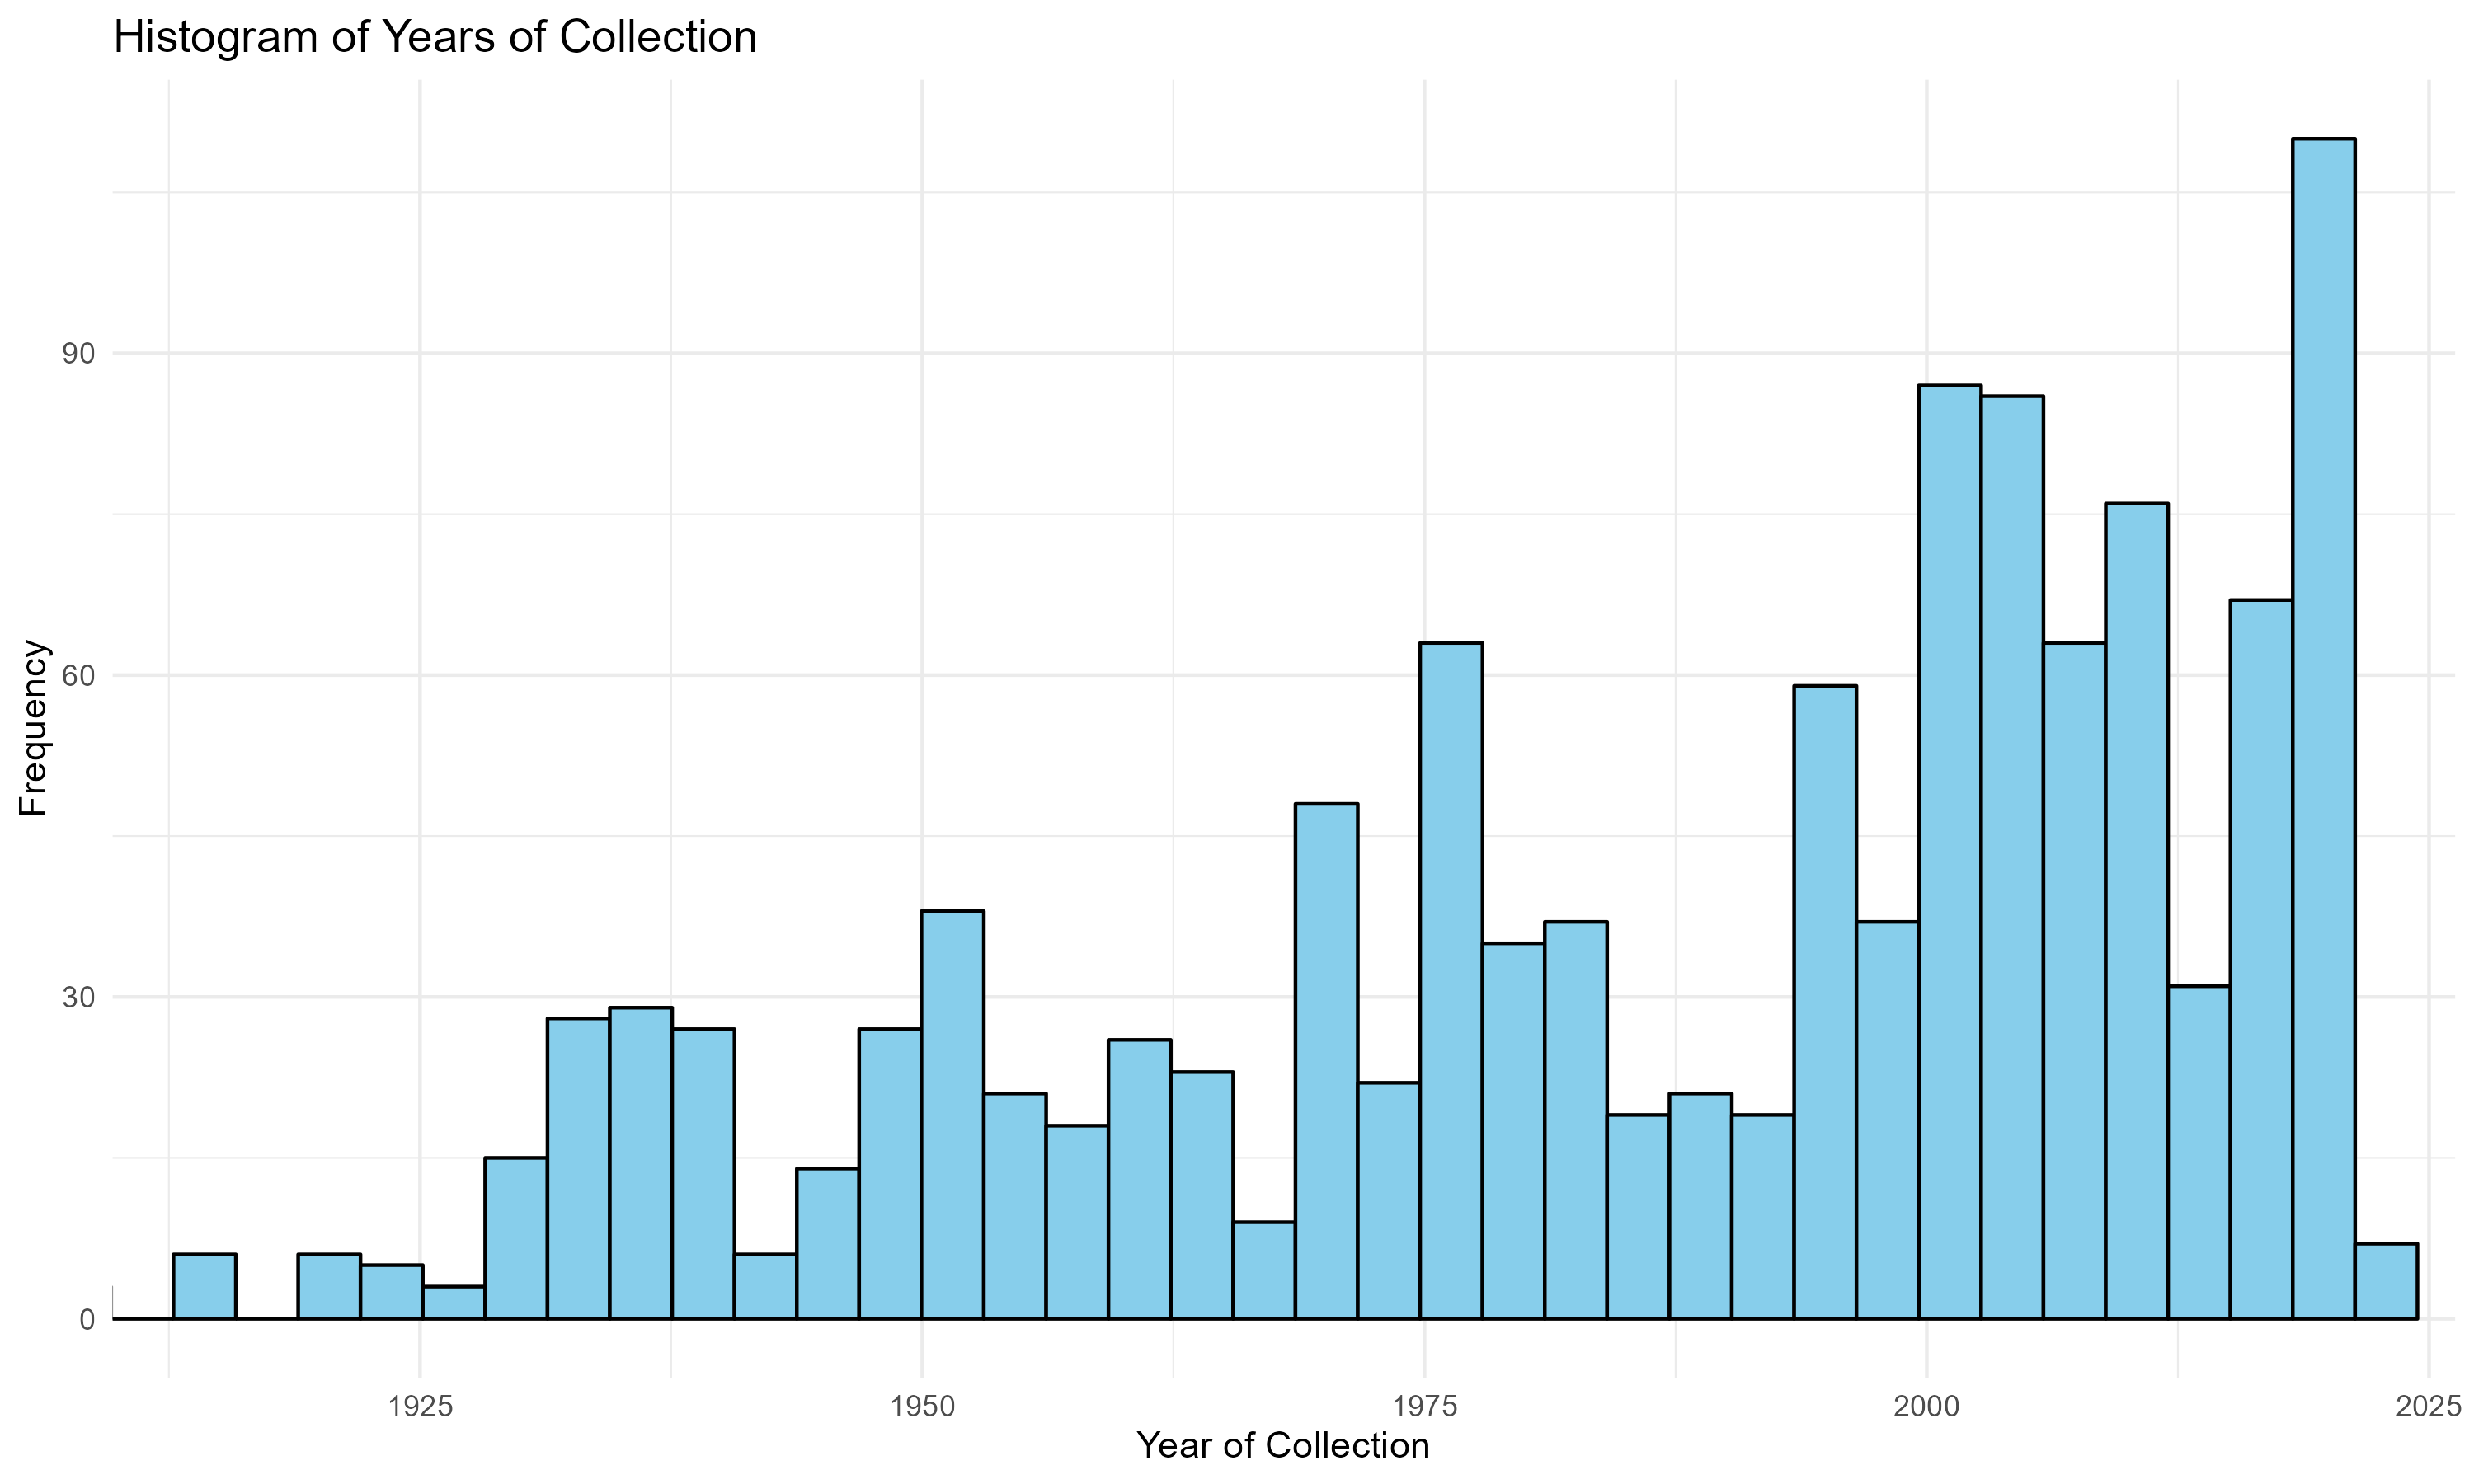 Histogram of Years of Collection
Frequency
90
60
30
0
1925 1950 1975 2000 2025
Year of Collection